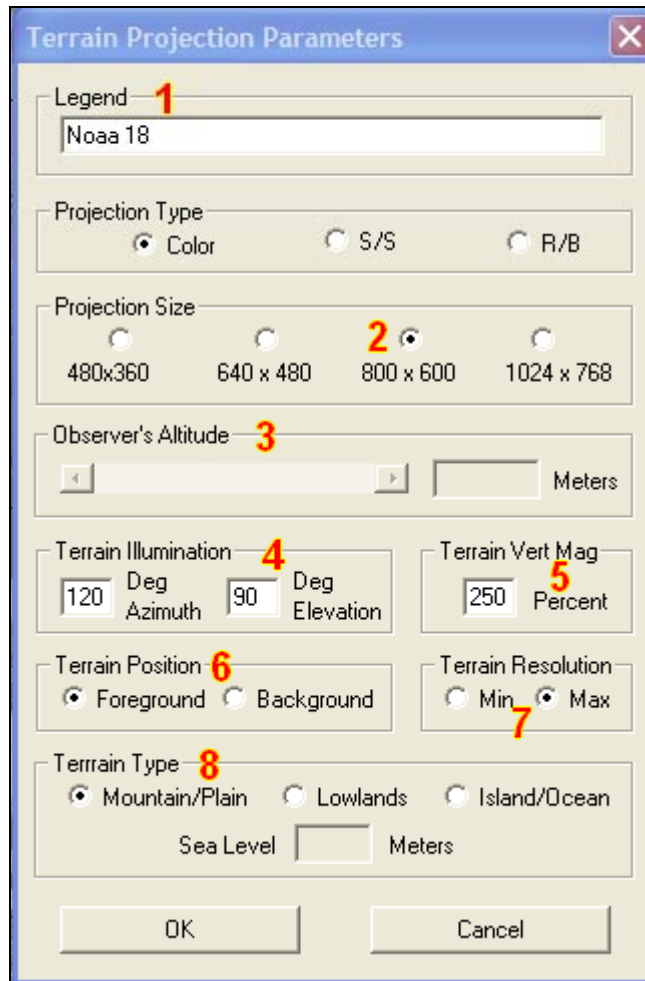 Terrain Projection Parameters
Legend 1
Noaa 18
Projection Type
Color S/S R/B
Projection Size
2
480x360 640 x 480 800 x 600 1024 x 768
Observer's Altitude 3
Meters
Terrain Illumination 4 Terrain Vert Mag
120 Deg Azimuth 90 Deg Elevation 250 Percent 5
Terrain Position 6 Terrain Resolution
Foreground Background Min Max
7
Terrrain Type 8
Mountain/Plain Lowlands Island/Ocean
Sea Level Meters
OK Cancel